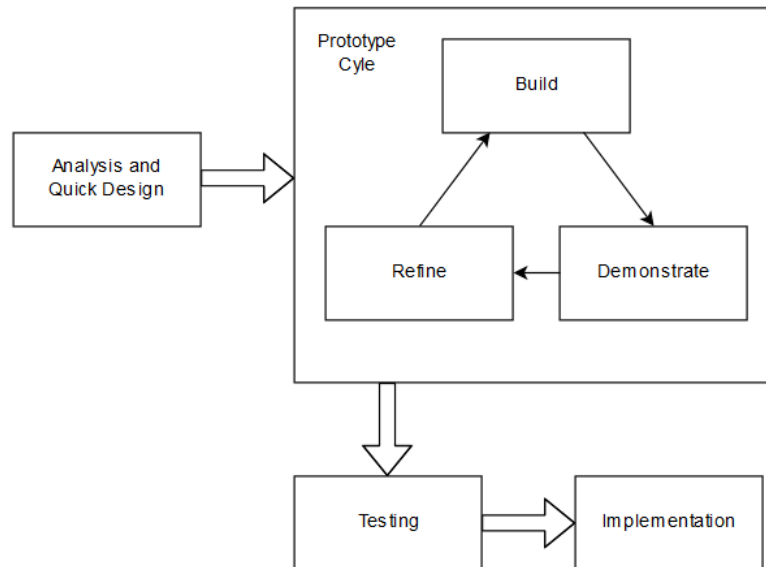 Prototype
Cyle
Build
Analysis and
Quick Design
Refine
Demonstrate
Testing
Implementation